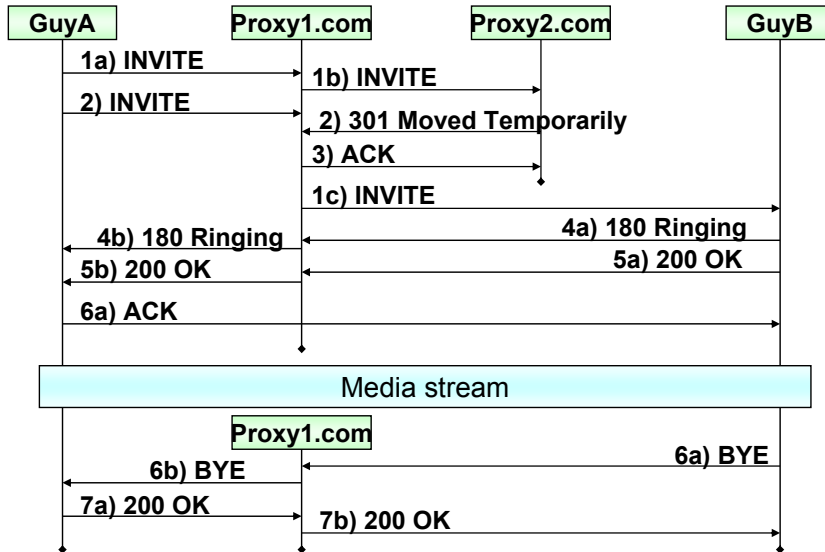 GuyA
Proxy1.com
Proxy2.com
GuyB
1a) INVITE
1b) INVITE
2) INVITE
2) 301 Moved Temporarily
3) ACK
1c) INVITE
4a) 180 Ringing
4b) 180 Ringing
5a) 200 OK
5b) 200 OK
6a) ACK
Media stream
Proxy1.com
6a) BYE
6b) BYE
7a) 200 OK
7b) 200 OK